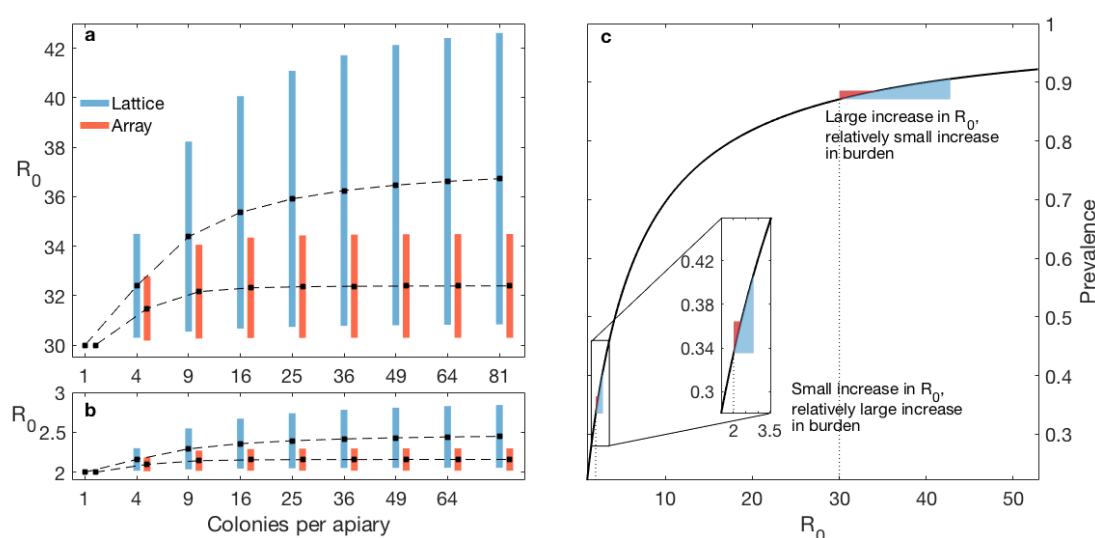 a
42
40
38
36
34
32
30
R0
Lattice
Array
1 4 9 16 25 36 49 64 81
b
3
2.5
2
R0
1 4 9 16 25 36 49 64
Colonies per apiary
c
1
0.9
0.8
0.7
0.6
0.5
0.4
0.3
Prevalence
Large increase in R0,
relatively small increase
in burden
0.42
0.38
0.34
0.3
2 3.5
Small increase in R0,
relatively large increase
in burden
10 20 30 40 50
R0